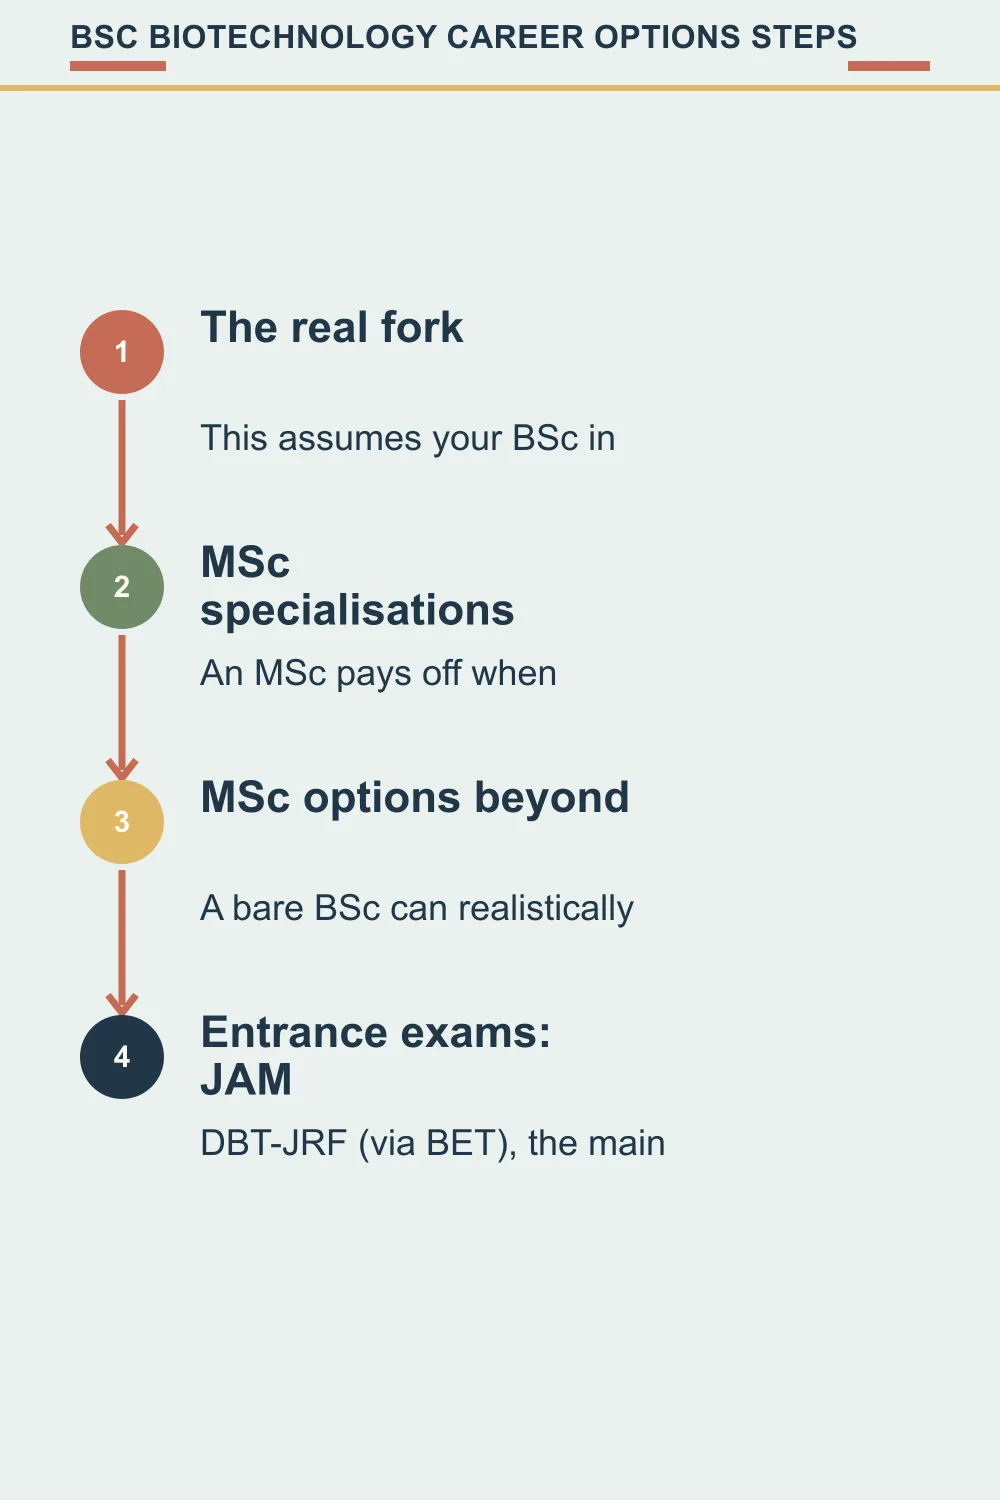 BSC BIOTECHNOLOGY CAREER OPTIONS STEPS
1
The real fork
This assumes your BSc in
2
MSc
specialisations
An MSc pays off when
3
MSc options beyond
A bare BSc can realistically
4
Entrance exams:
JAM
DBT-JRF (via BET), the main